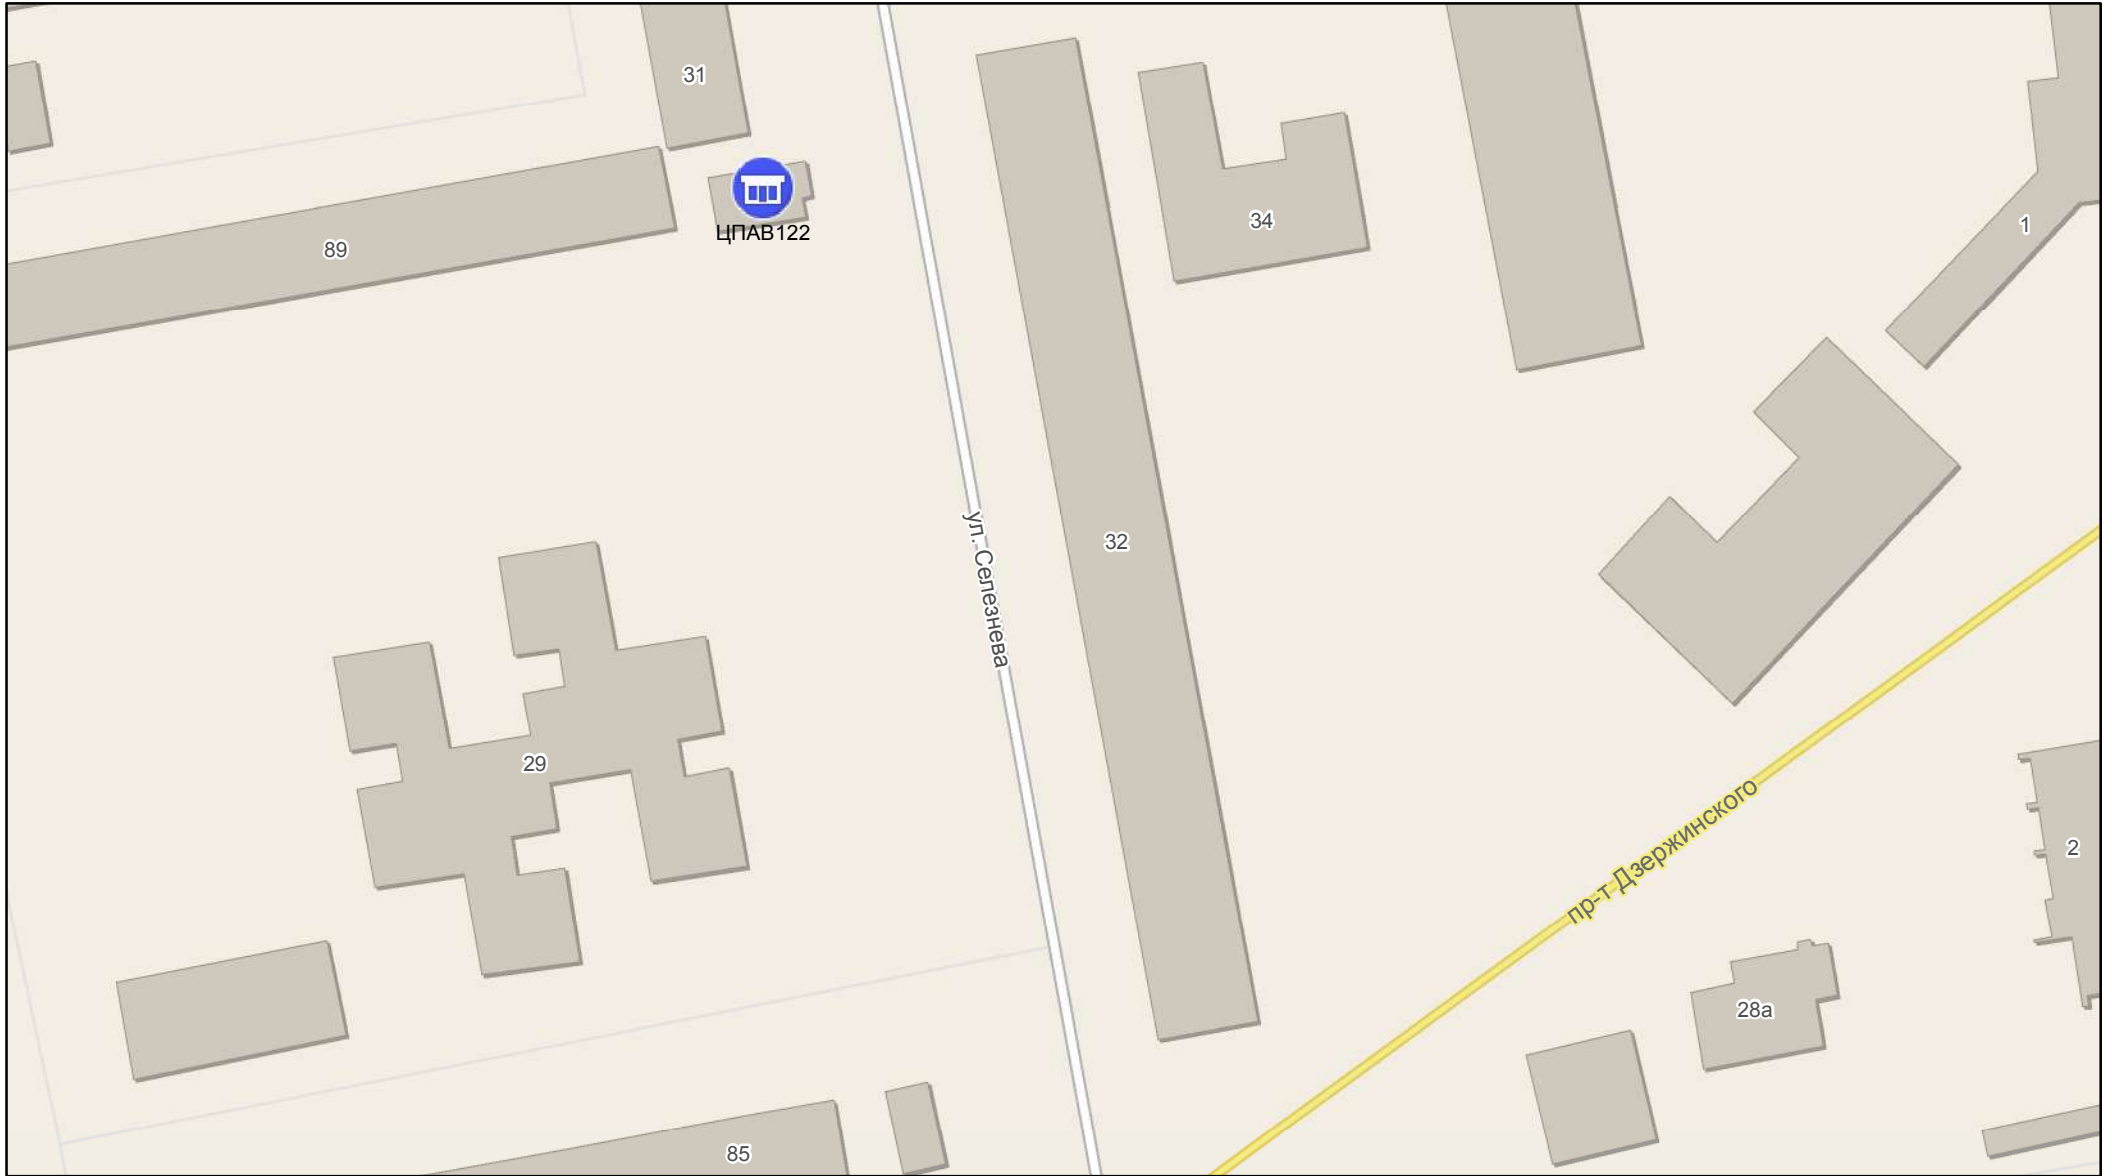 31
ЦПАВ122
89
34
1
32
ул. Селезнева
29
пр-т Дзержинского
2
28а
85